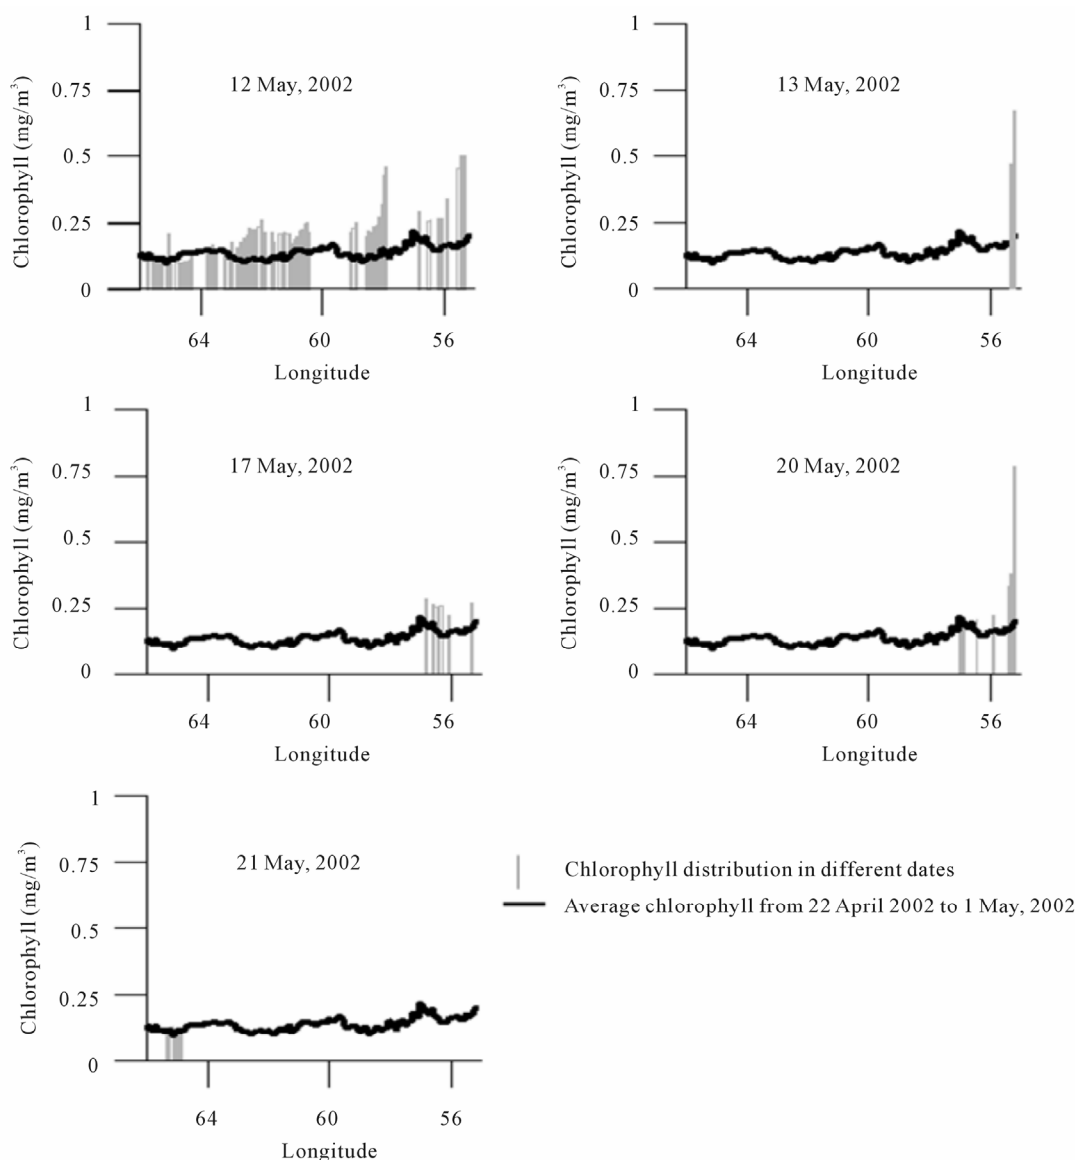 1
0.75
0.5
0.25
0
Chlorophyll (mg/m³)
12 May, 2002
64
60
56
Longitude
1
0.75
0.5
0.25
0
Chlorophyll (mg/m³)
13 May, 2002
64
60
56
Longitude
1
0.75
0.5
0.25
0
Chlorophyll (mg/m³)
17 May, 2002
64
60
56
Longitude
1
0.75
0.5
0.25
0
Chlorophyll (mg/m³)
20 May, 2002
64
60
56
Longitude
1
0.75
0.5
0.25
0
Chlorophyll (mg/m³)
21 May, 2002
64
60
56
Longitude
Chlorophyll distribution in different dates
Average chlorophyll from 22 April 2002 to 1 May, 2002